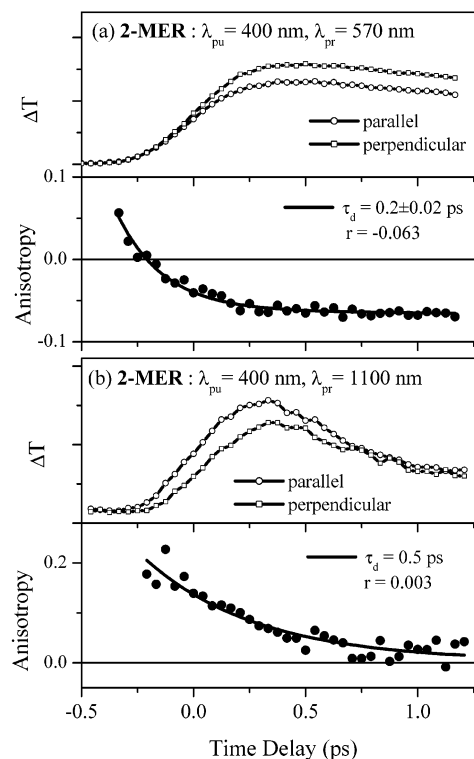 (a) 2-MER : λpu = 400 nm, λpr = 570 nm
ΔT
parallel
perpendicular
0.1
τd = 0.2±0.02 ps
r = -0.063
0.0
Anisotropy
-0.1
(b) 2-MER : λpu = 400 nm, λpr = 1100 nm
ΔT
parallel
perpendicular
τd = 0.5 ps
r = 0.003
0.2
Anisotropy
0.0
-0.5 0.0 0.5 1.0
Time Delay (ps)